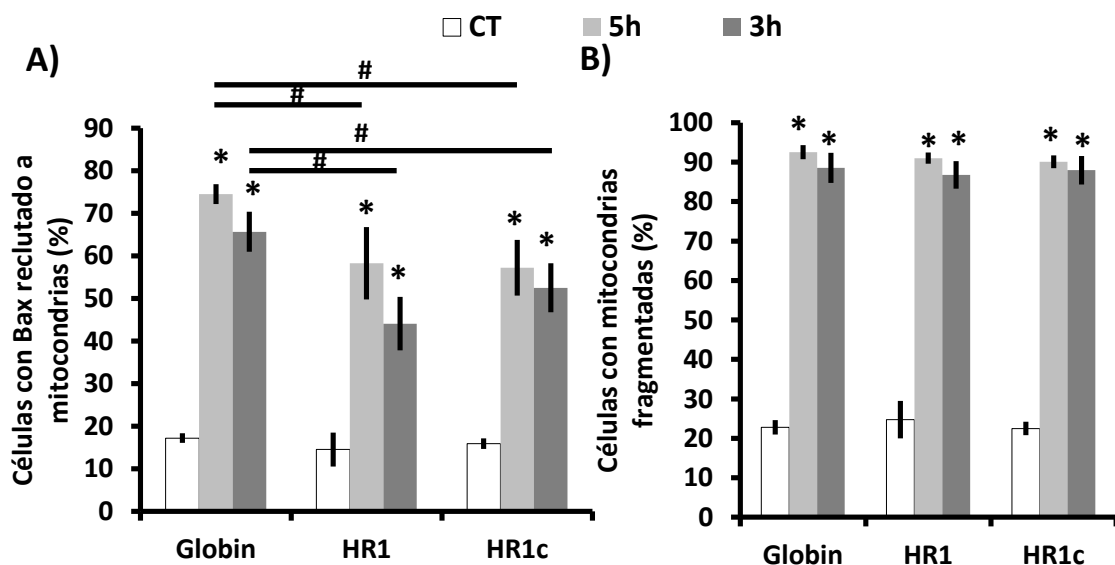 CT 5h 3h
A)
#
#
#
#
90
80
70
60
50
40
30
20
10
0
* * * * * *
Células con Bax reclutado a
mitocondrias (%)
Globin HR1 HR1c
B)
100
90
80
70
60
50
40
30
20
10
0
* * * * * *
Células con mitocondrias
fragmentadas (%)
Globin HR1 HR1c